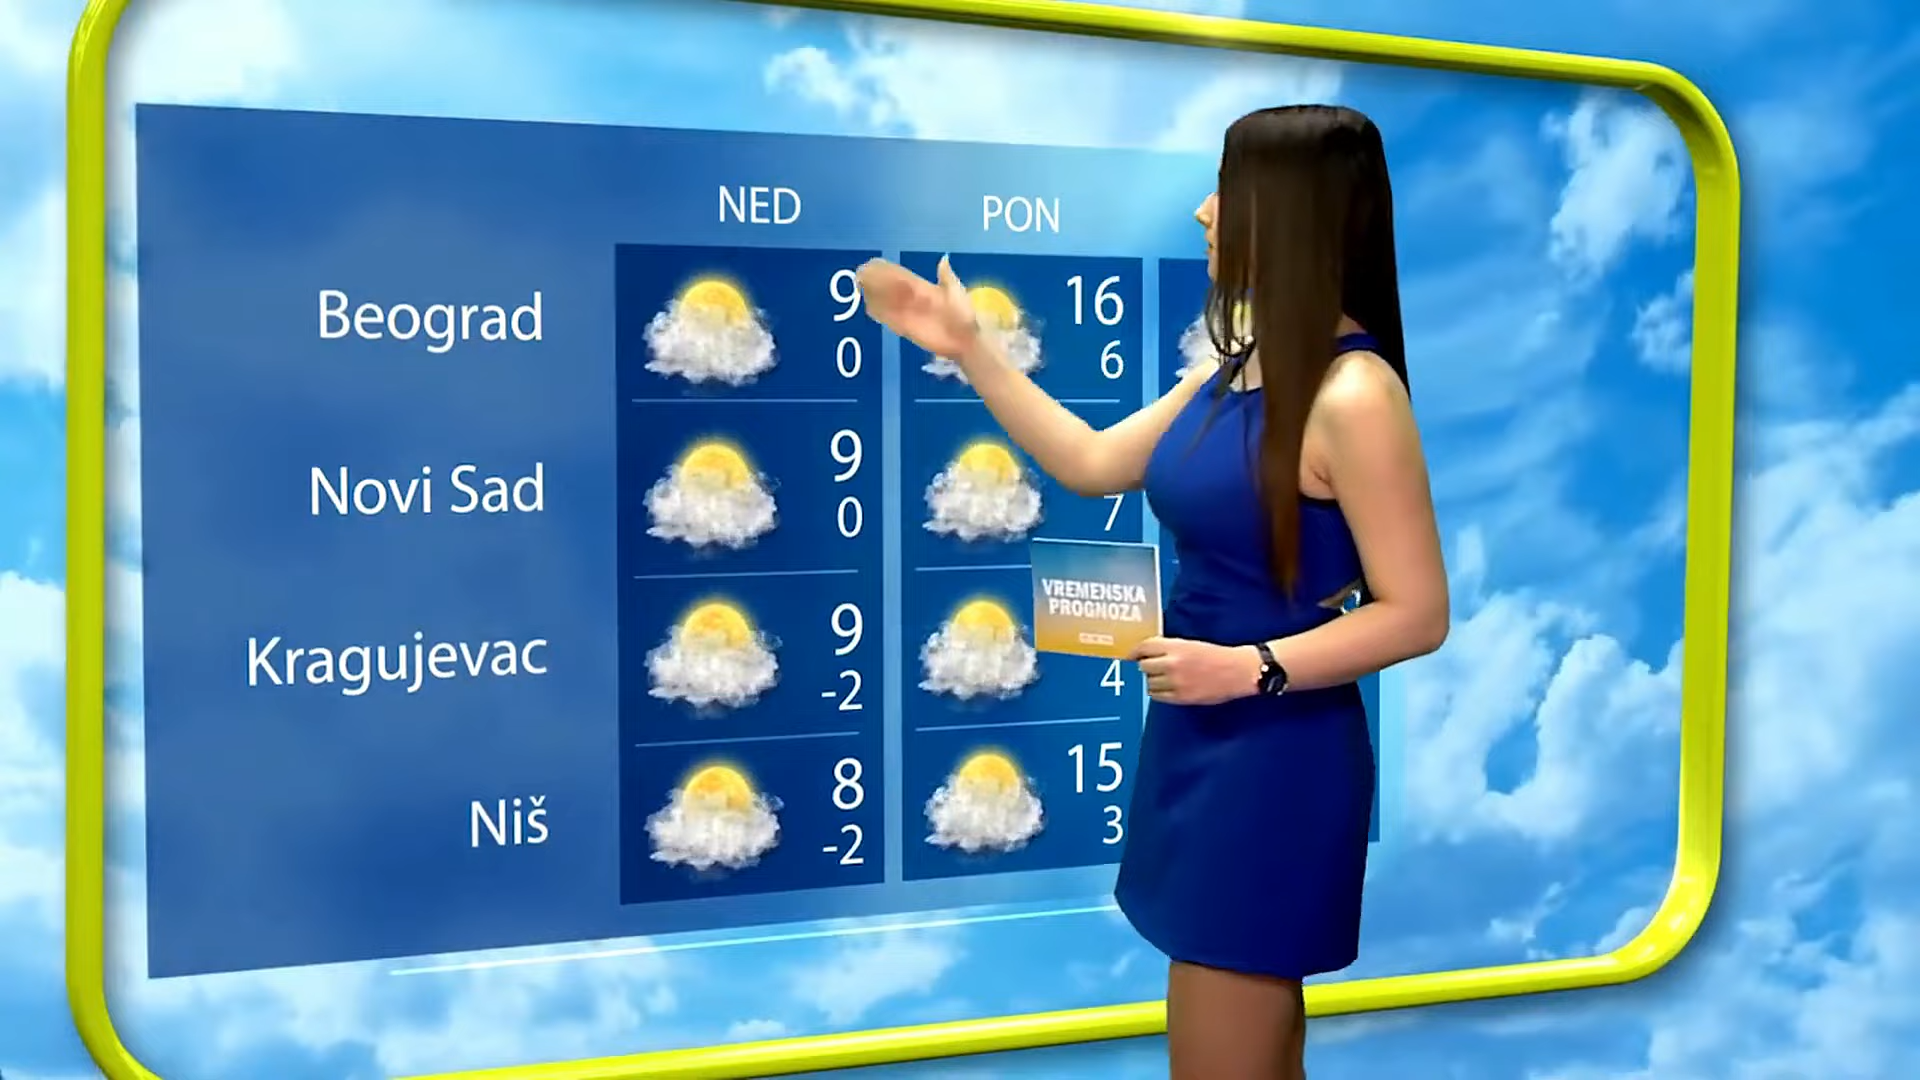 NED PON
Beograd 9 16
0 6
Novi Sad 9
0 7
Kragujevac 9
-2 4
Niš 8 15
-2 3
VREMENSKA
PROGNOZA